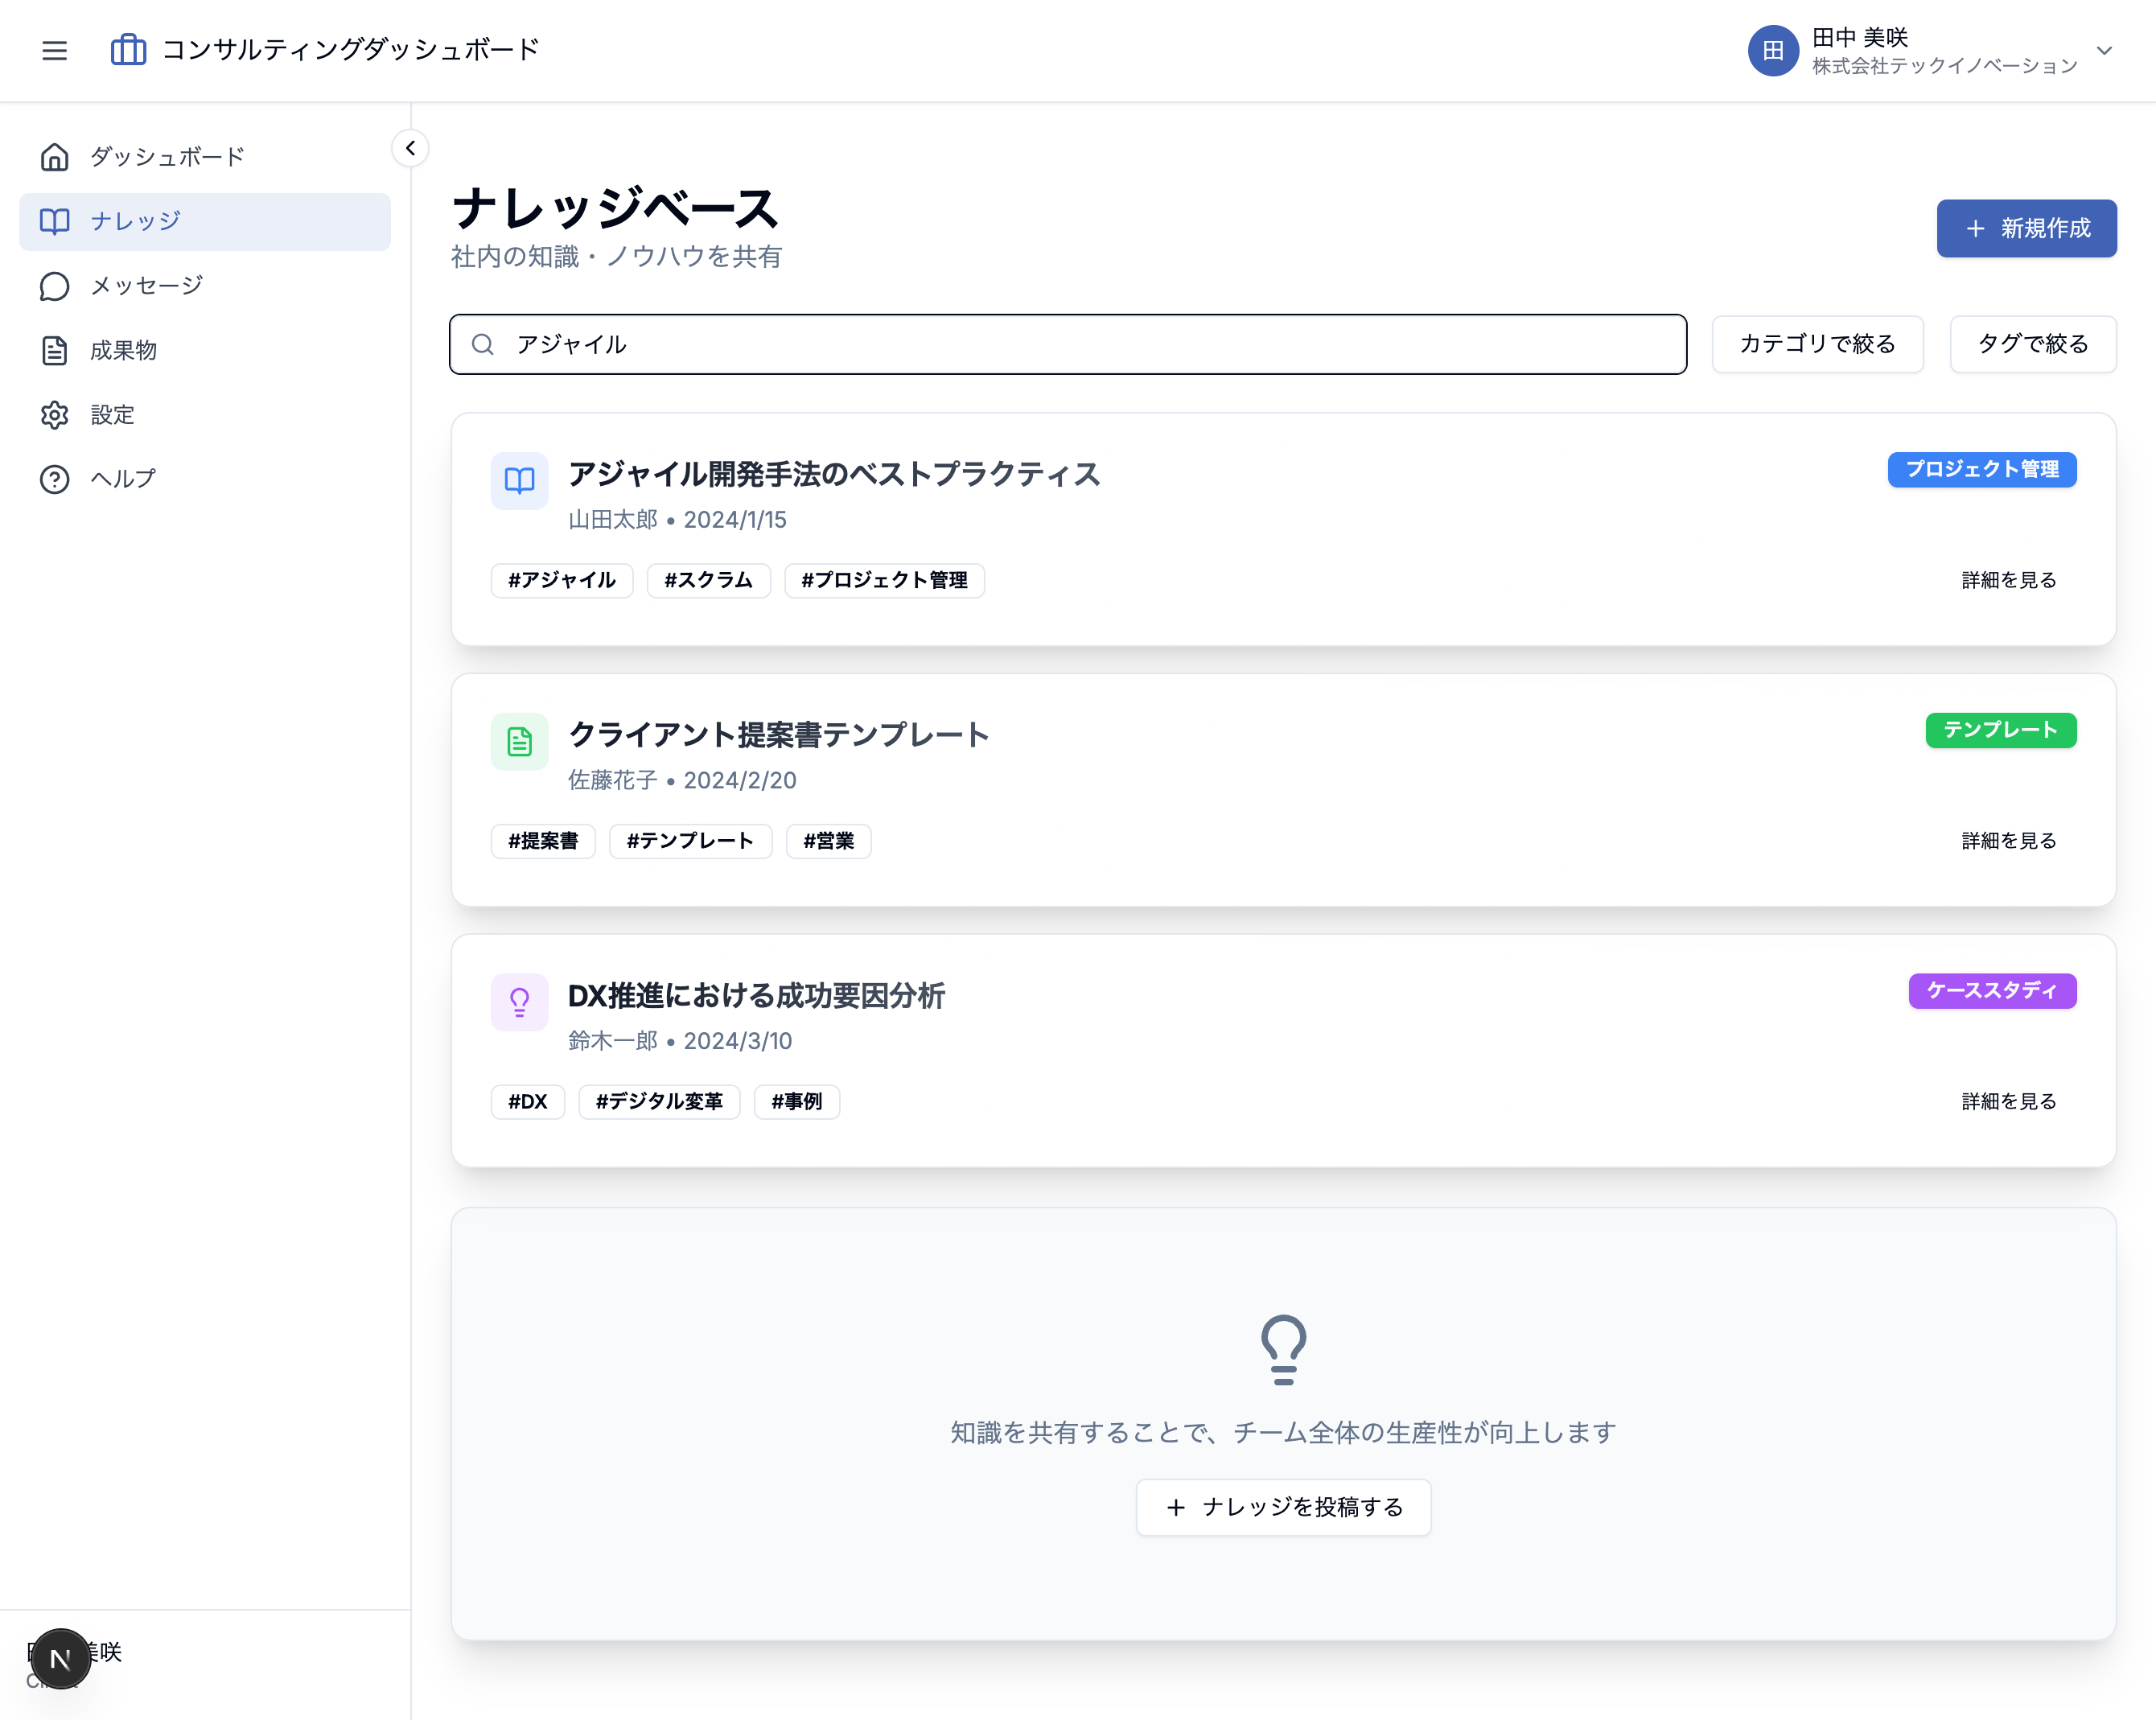 コンサルティングダッシュボード
田
田中 美咲
株式会社テックイノベーション
ダッシュボード
ナレッジ
メッセージ
成果物
設定
ヘルプ
ナレッジベース
社内の知識・ノウハウを共有
新規作成
アジャイル
カテゴリで絞る
タグで絞る
アジャイル開発手法のベストプラクティス
プロジェクト管理
山田太郎 • 2024/1/15
#アジャイル #スクラム #プロジェクト管理
詳細を見る
クライアント提案書テンプレート
テンプレート
佐藤花子 • 2024/2/20
#提案書 #テンプレート #営業
詳細を見る
DX推進における成功要因分析
ケーススタディ
鈴木一郎 • 2024/3/10
#DX #デジタル変革 #事例
詳細を見る
知識を共有することで、チーム全体の生産性が向上します
ナレッジを投稿する
美咲
N